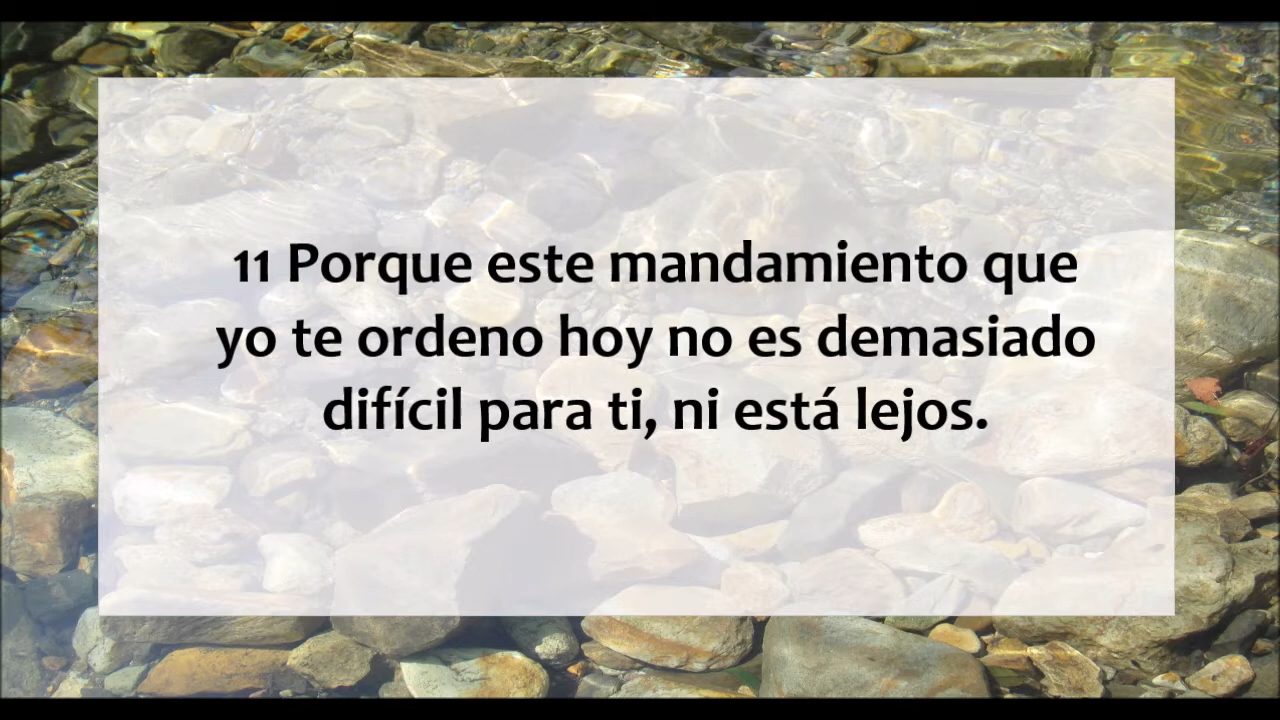 11 Porque este mandamiento que
yo te ordeno hoy no es demasiado
difícil para ti, ni está lejos.